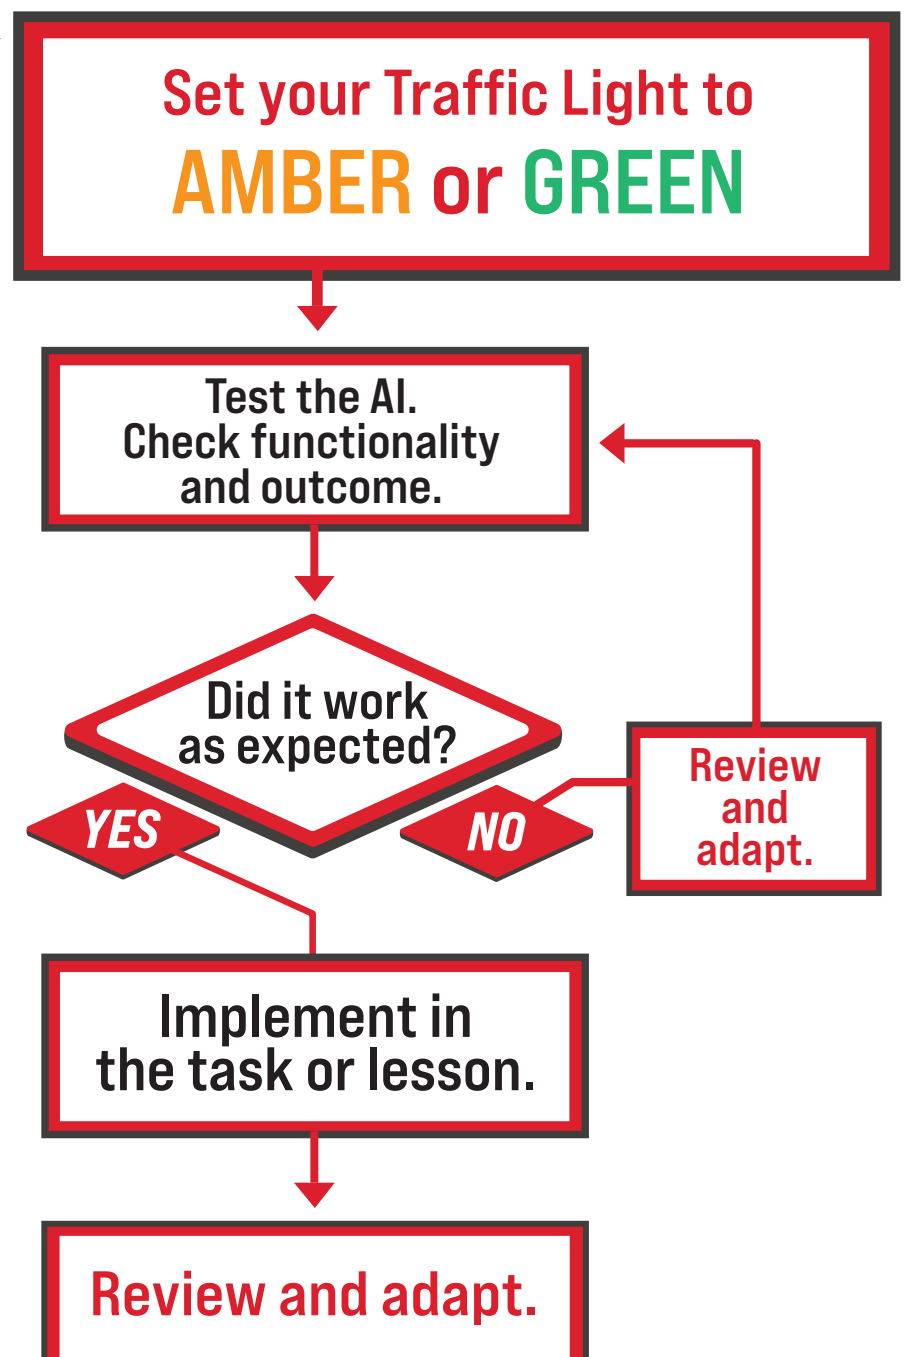 Set your Traffic Light to
AMBER or GREEN
Test the AI.
Check functionality
and outcome.
Did it work
as expected?
YES
NO
Review
and
adapt.
Implement in
the task or lesson.
Review and adapt.